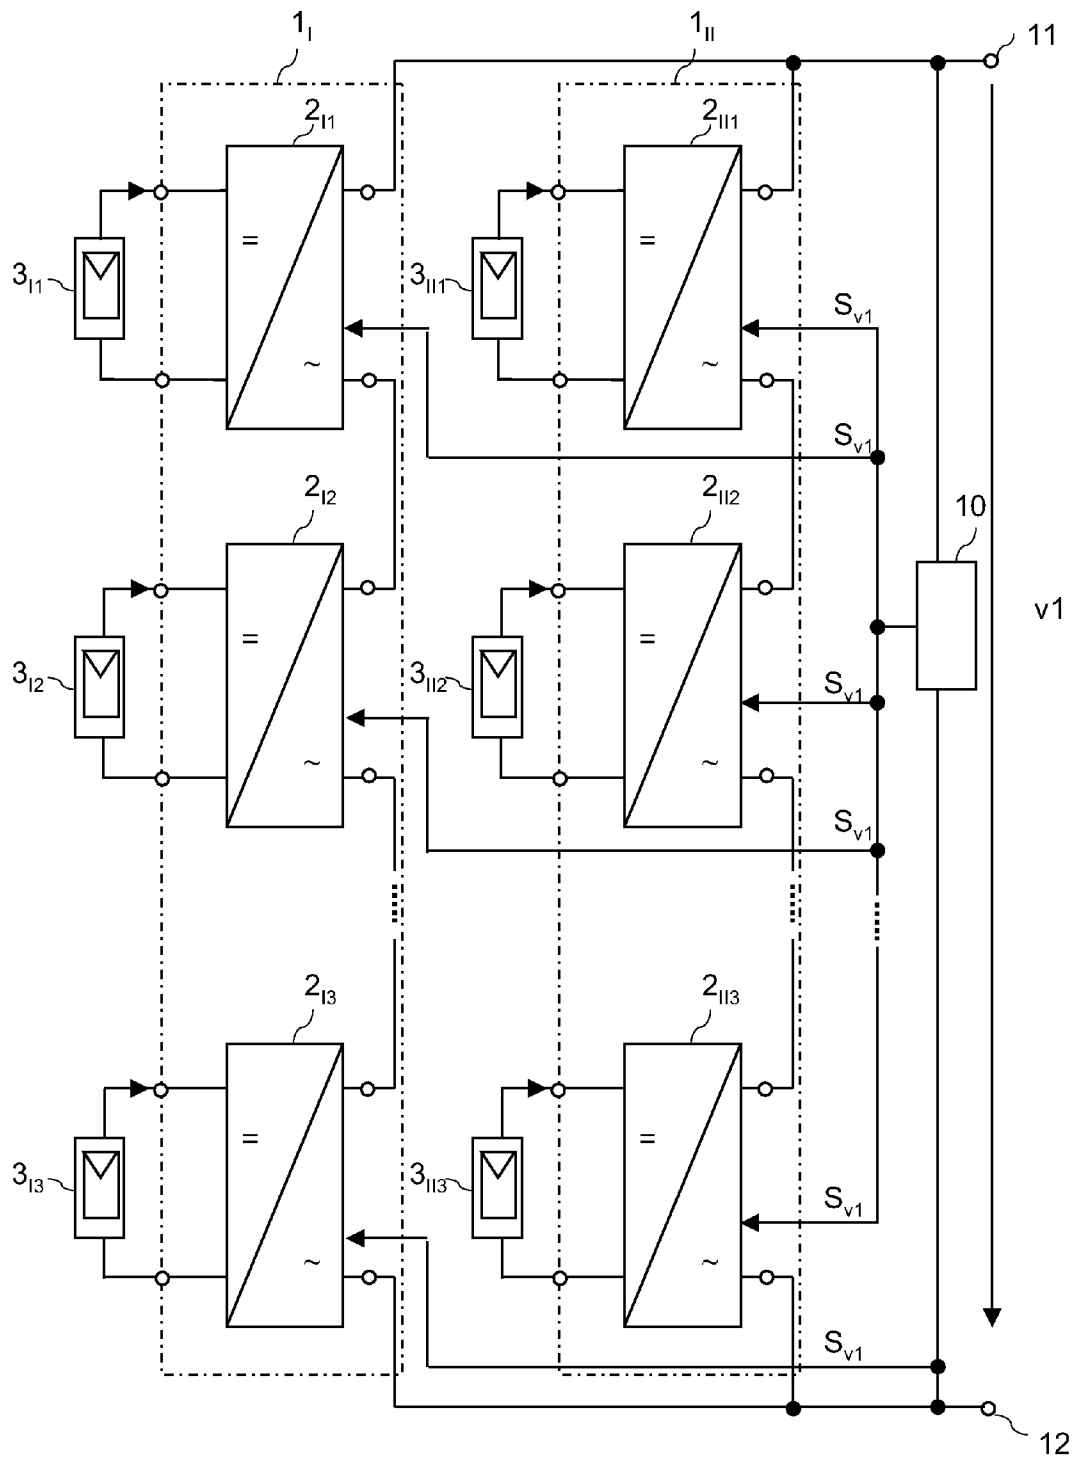 1I 1II 11
2I1 2II1
=
=
3I1 3II1
Sv1
~
~
Sv1
2I2 2II2 10
v1
=
=
3I2 3II2 Sv1
~
~
Sv1
2I3 2II3
=
=
3I3 3II3 Sv1
~
~
Sv1
12